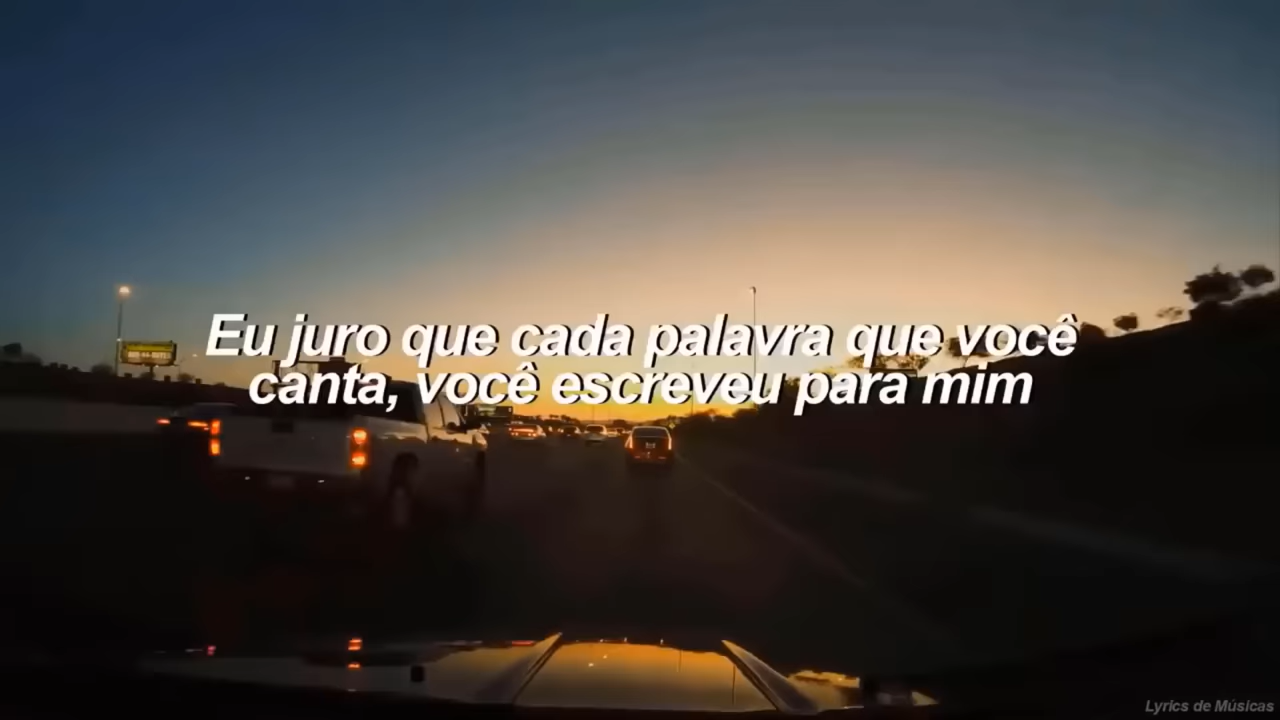 Eu juro que cada palavra que você
canta, você escreveu para mim
Lyrics de Músicas